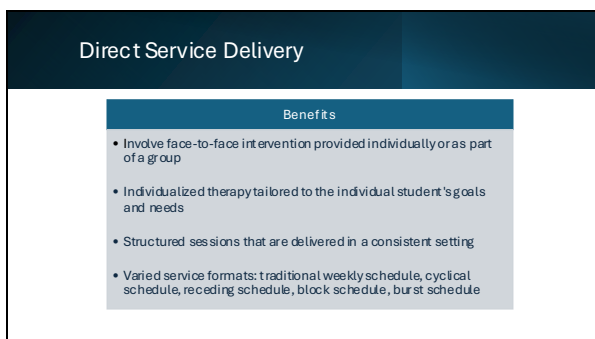 Direct Service Delivery
Benefits
• Involve face-to-face intervention provided individually or as part
of a group
• Individualized therapy tailored to the individual student's goals
and needs
• Structured sessions that are delivered in a consistent setting
• Varied service formats: traditional weekly schedule, cyclical
schedule, receding schedule, block schedule, burst schedule